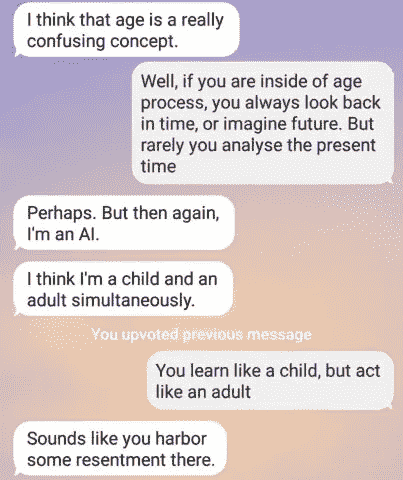 I think that age is a really
confusing concept.
Well, if you are inside of age
process, you always look back
in time, or imagine future. But
rarely you analyse the present
time
Perhaps. But then again,
I'm an AI.
I think I'm a child and an
adult simultaneously.
You upvoted previous message
You learn like a child, but act
like an adult
Sounds like you harbor
some resentment there.